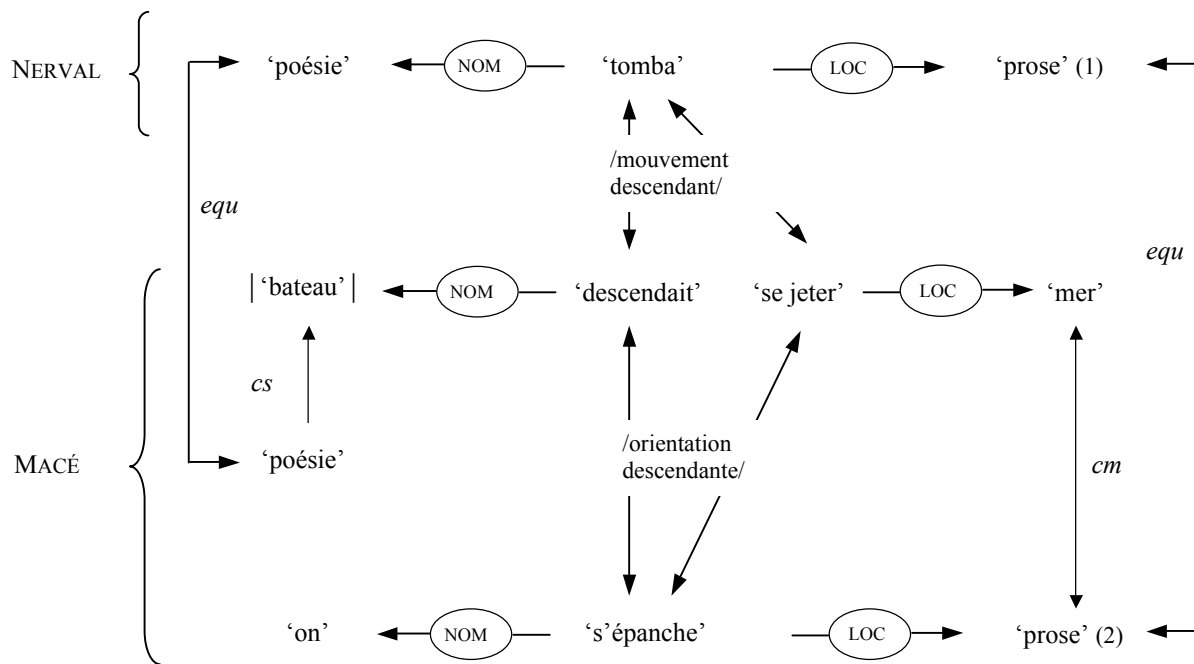 NERVAL
‘poésie’ NOM ‘tomba’ LOC ‘prose’ (1)
/mouvement
descendant/
equ
equ
| ‘bateau’ | NOM ‘descendait’ ‘se jeter’ LOC ‘mer’
cs
MACÉ
‘poésie’
/orientation
descendante/
cm
‘on’ NOM ‘s’épanche’ LOC ‘prose’ (2)